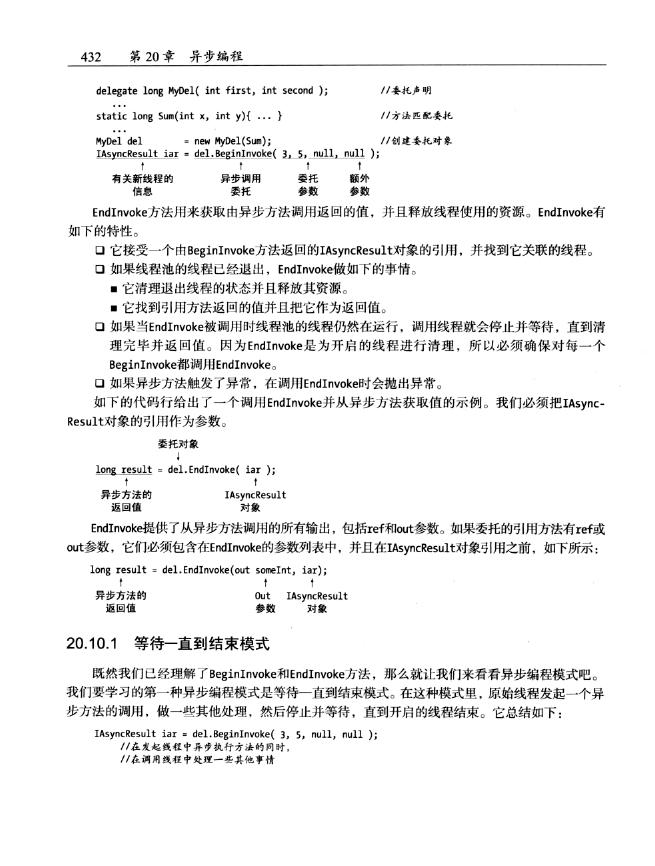 432 第20章 异步编程
delegate long MyDel( int first, int second ); //委托声明
...
static long Sum(int x, int y){ ... } //方法匹配委托
...
MyDel del = new MyDel(Sum); //创建委托对象
IAsyncResult iar = del.BeginInvoke( 3, 5, null, null );
↑ ↑ ↑ ↑
有关新线程的 异步调用 委托 额外
信息 委托 参数 参数
EndInvoke方法用来获取由异步方法调用返回的值，并且释放线程使用的资源。EndInvoke有
如下的特性。
❑ 它接受一个由BeginInvoke方法返回的IAsyncResult对象的引用，并找到它关联的线程。
❑ 如果线程池的线程已经退出，EndInvoke做如下的事情。
■ 它清理退出线程的状态并且释放其资源。
■ 它找到引用方法返回的值并且把它作为返回值。
❑ 如果当EndInvoke被调用时线程池的线程仍然在运行，调用线程就会停止并等待，直到清
理完毕并返回值。因为EndInvoke是为开启的线程进行清理，所以必须确保对每一个
BeginInvoke都调用EndInvoke。
❑ 如果异步方法触发了异常，在调用EndInvoke时会抛出异常。
如下的代码行给出了一个调用EndInvoke并从异步方法获取值的示例。我们必须把IAsync-
Result对象的引用作为参数。
委托对象
↓
long result = del.EndInvoke( iar );
↑ ↑
异步方法的 IAsyncResult
返回值 对象
EndInvoke提供了从异步方法调用的所有输出，包括ref和out参数。如果委托的引用方法有ref或
out参数，它们必须包含在EndInvoke的参数列表中，并且在IAsyncResult对象引用之前，如下所示：
long result = del.EndInvoke(out someInt, iar);
↑ ↑ ↑
异步方法的 Out IAsyncResult
返回值 参数 对象
20.10.1 等待一直到结束模式
既然我们已经理解了BeginInvoke和EndInvoke方法，那么就让我们来看看异步编程模式吧。
我们要学习的第一种异步编程模式是等待一直到结束模式。在这种模式里，原始线程发起一个异
步方法的调用，做一些其他处理，然后停止并等待，直到开启的线程结束。它总结如下：
IAsyncResult iar = del.BeginInvoke( 3, 5, null, null );
//在发起线程中异步执行方法的同时，
//在调用线程中处理一些其他事情